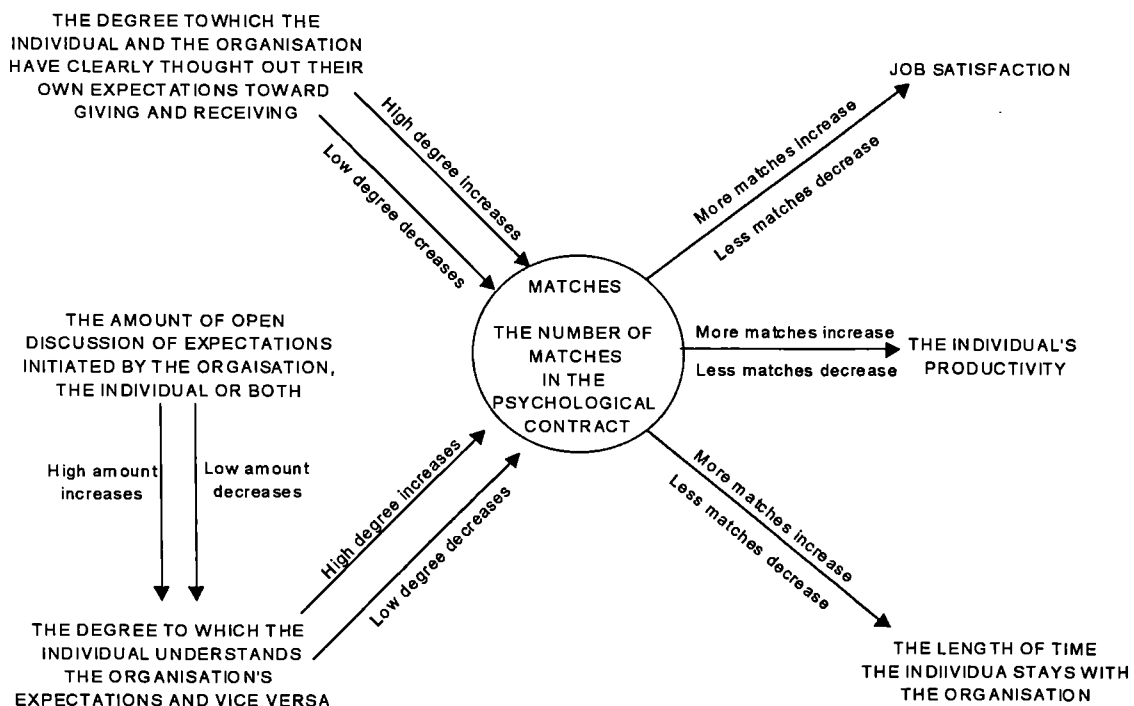 THE DEGREE TO WHICH THE
INDIVIDUAL AND THE ORGANISATION
HAVE CLEARLY THOUGHT OUT THEIR
OWN EXPECTATIONS TOWARD
GIVING AND RECEIVING
High degree increases
Low degree decreases
JOB SATISFACTION
More matches increase
Less matches decrease
MATCHES
THE NUMBER OF
MATCHES
IN THE
PSYCHOLOGICAL
CONTRACT
More matches increase
Less matches decrease
THE INDIVIDUAL'S
PRODUCTIVITY
THE AMOUNT OF OPEN
DISCUSSION OF EXPECTATIONS
INITIATED BY THE ORGAISATION,
THE INDIVIDUAL OR BOTH
High amount
increases
Low amount
decreases
High degree increases
Low degree decreases
More matches increase
Less matches decrease
THE DEGREE TO WHICH THE
INDIVIDUAL UNDERSTANDS
THE ORGANISATION'S
EXPECTATIONS AND VICE VERSA
THE LENGTH OF TIME
THE INDIIVIDUA STAYS WITH
THE ORGANISATION